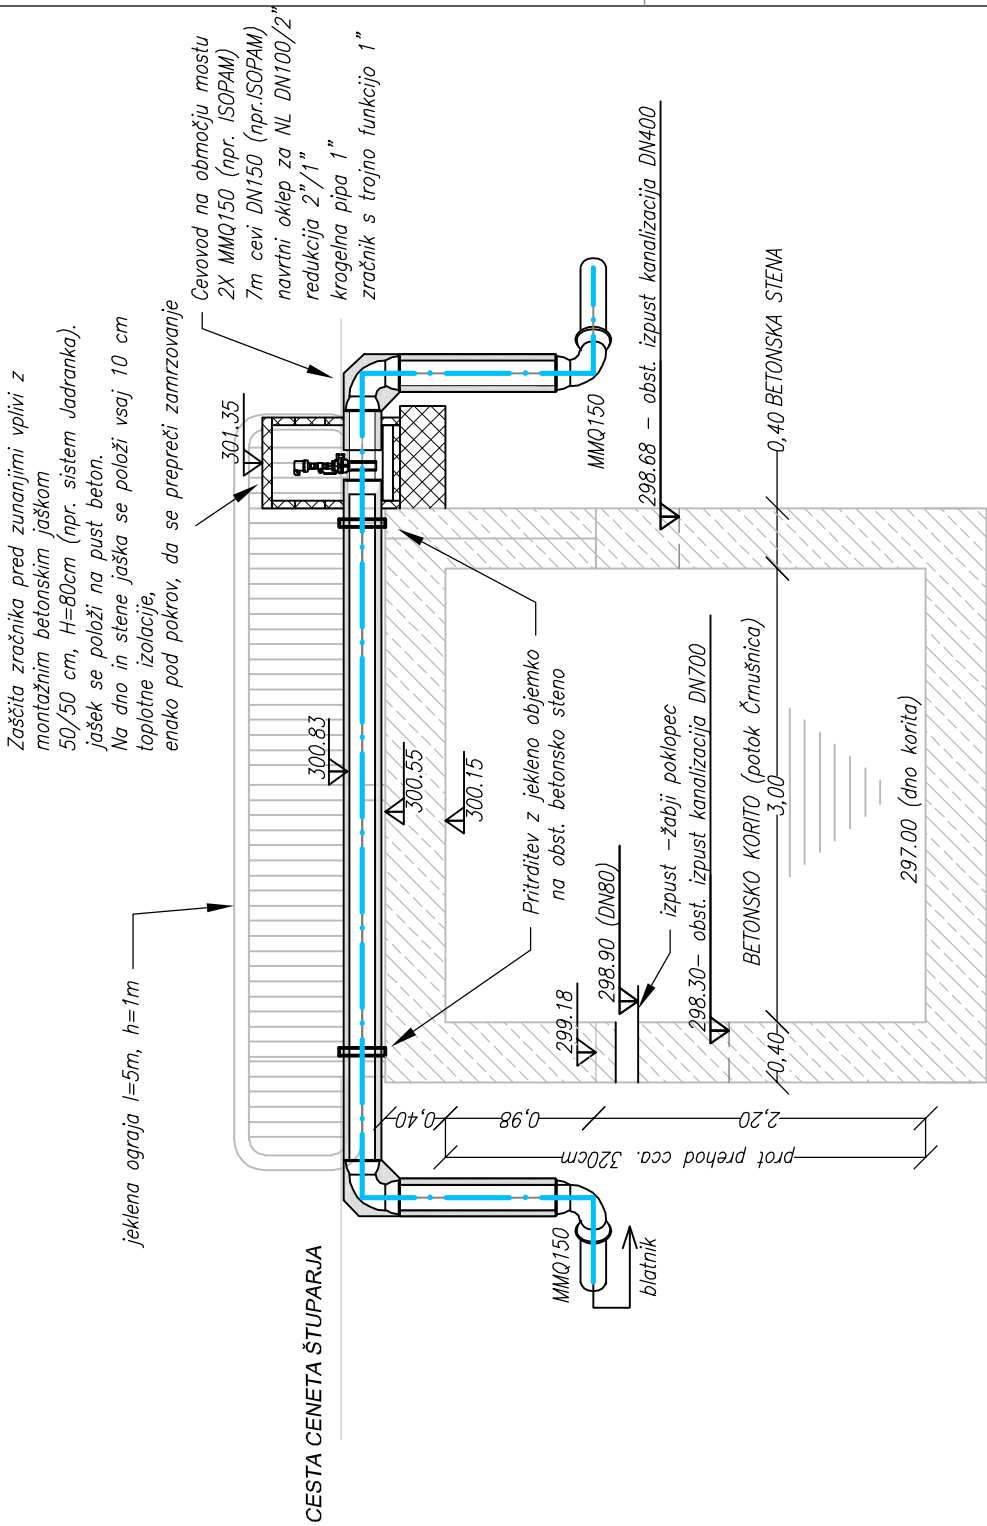 Zaščita zračnika pred zunanjimi vplivi z
montažnim betonskim jaškom
50/50 cm, H=80cm (npr. sistem Jadranka).
jašek se položi na pust beton.
Na dno in stene jaška se položi vsaj 10 cm
toplotne izolacije,
enako pod pokrov, da se prepreči zamrzovanje
Cevovod na območju mostu
2X MMQ150 (npr. ISOPAM)
7m cevi DN150 (npr.ISOPAM)
navrtni oklep za NL DN100/2"
redukcija 2"/1"
krogelna pipa 1"
zračnik s trojno funkcijo 1"
jeklena ograja l=5m, h=1m
301.35
CESTA CENETA ŠTUPARJA
300.83
300.55
300.15
MMQ150
MMQ150
blatnik
Pritrditev z jekleno objemko
na obst. betonsko steno
299.18
298.90 (DN80)
izpust -žabji poklopec
298.30- obst. izpust kanalizacija DN700
298.68 - obst. izpust kanalizacija DN400
BETONSKO KORITO (potok Črnušnica)
0,40
3,00
0,40 BETONSKA STENA
297.00 (dno korita)
0,40
0,98
2,20
prot prehod cca. 320cm